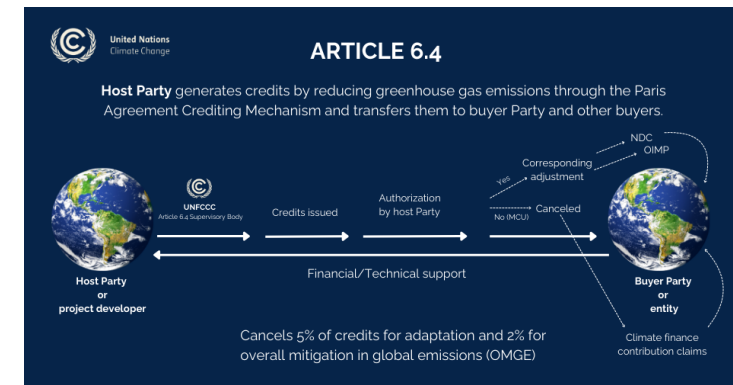 United Nations
Climate Change
ARTICLE 6.4
Host Party generates credits by reducing greenhouse gas emissions through the Paris
Agreement Crediting Mechanism and transfers them to buyer Party and other buyers.
NDC
OIMP
Corresponding
adjustment
Yes
UNFCCC
Article 6.4 Supervisory Body
Credits issued
Authorization
by host Party
Canceled
No (MCU)
Financial/Technical support
Host Party
or
project developer
Buyer Party
or
entity
Cancels 5% of credits for adaptation and 2% for
overall mitigation in global emissions (OMGE)
Climate finance
contribution claims